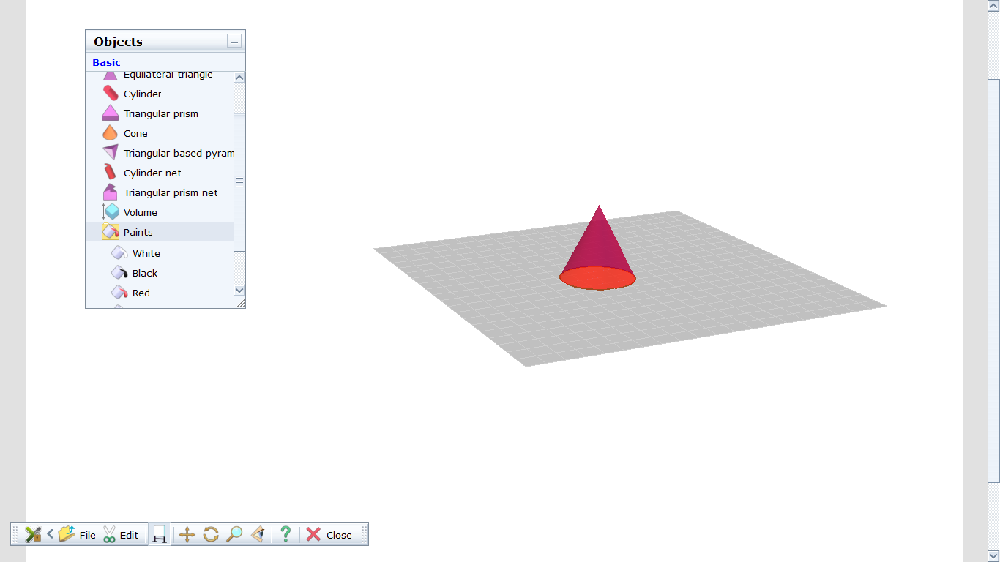 Objects
Basic
Equilateral triangle
Cylinder
Triangular prism
Cone
Triangular based pyram
Cylinder net
Triangular prism net
Volume
Paints
White
Black
Red
File Edit ? Close